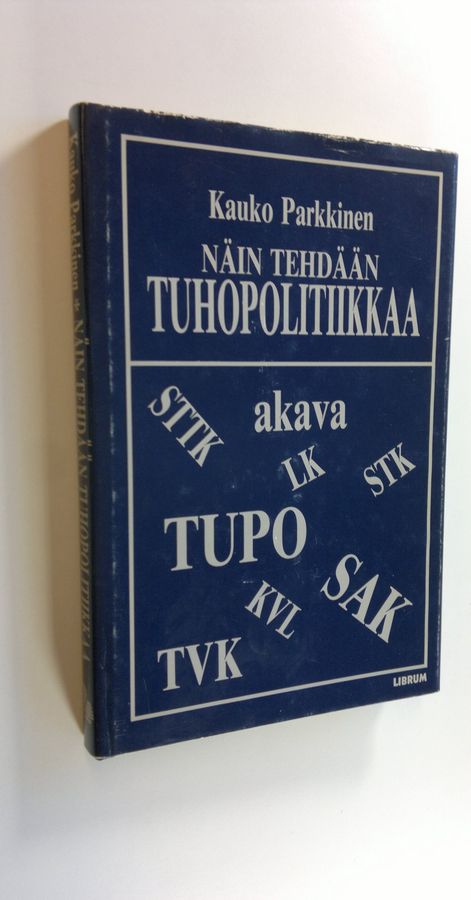 Kauko Parkkinen
NÄIN TEHDÄÄN
TUHOPOLITIIKKAA
STTK
akava
LK
STK
TUPO
SAK
KVL
TVK
LIBRUM
Kauko Parkkinen * NÄIN TEHDÄÄN TUHOPOLITIIKKAA